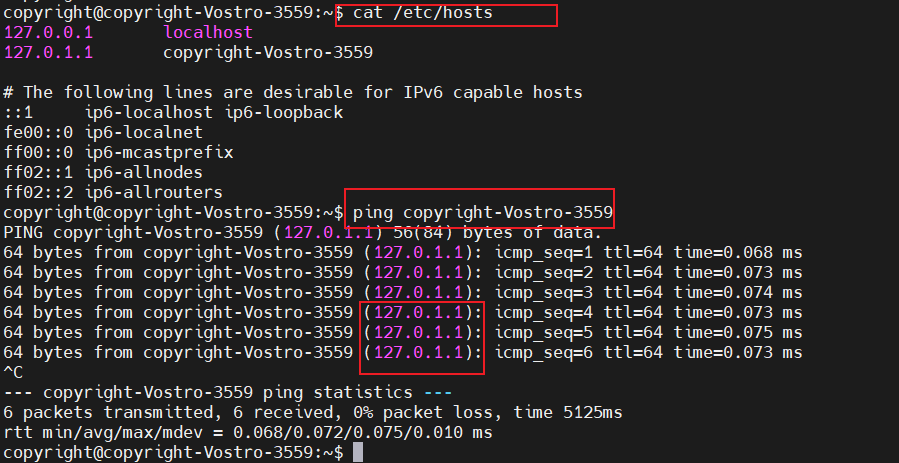 copyright@copyright-Vostro-3559:~$ cat /etc/hosts
127.0.0.1       localhost
127.0.1.1       copyright-Vostro-3559
# The following lines are desirable for IPv6 capable hosts
::1     ip6-localhost ip6-loopback
fe00::0 ip6-localnet
ff00::0 ip6-mcastprefix
ff02::1 ip6-allnodes
ff02::2 ip6-allrouters
copyright@copyright-Vostro-3559:~$ ping copyright-Vostro-3559
PING copyright-Vostro-3559 (127.0.1.1) 56(84) bytes of data.
64 bytes from copyright-Vostro-3559 (127.0.1.1): icmp_seq=1 ttl=64 time=0.068 ms
64 bytes from copyright-Vostro-3559 (127.0.1.1): icmp_seq=2 ttl=64 time=0.073 ms
64 bytes from copyright-Vostro-3559 (127.0.1.1): icmp_seq=3 ttl=64 time=0.074 ms
64 bytes from copyright-Vostro-3559 (127.0.1.1): icmp_seq=4 ttl=64 time=0.073 ms
64 bytes from copyright-Vostro-3559 (127.0.1.1): icmp_seq=5 ttl=64 time=0.075 ms
64 bytes from copyright-Vostro-3559 (127.0.1.1): icmp_seq=6 ttl=64 time=0.073 ms
^C
--- copyright-Vostro-3559 ping statistics ---
6 packets transmitted, 6 received, 0% packet loss, time 5125ms
rtt min/avg/max/mdev = 0.068/0.072/0.075/0.010 ms
copyright@copyright-Vostro-3559:~$